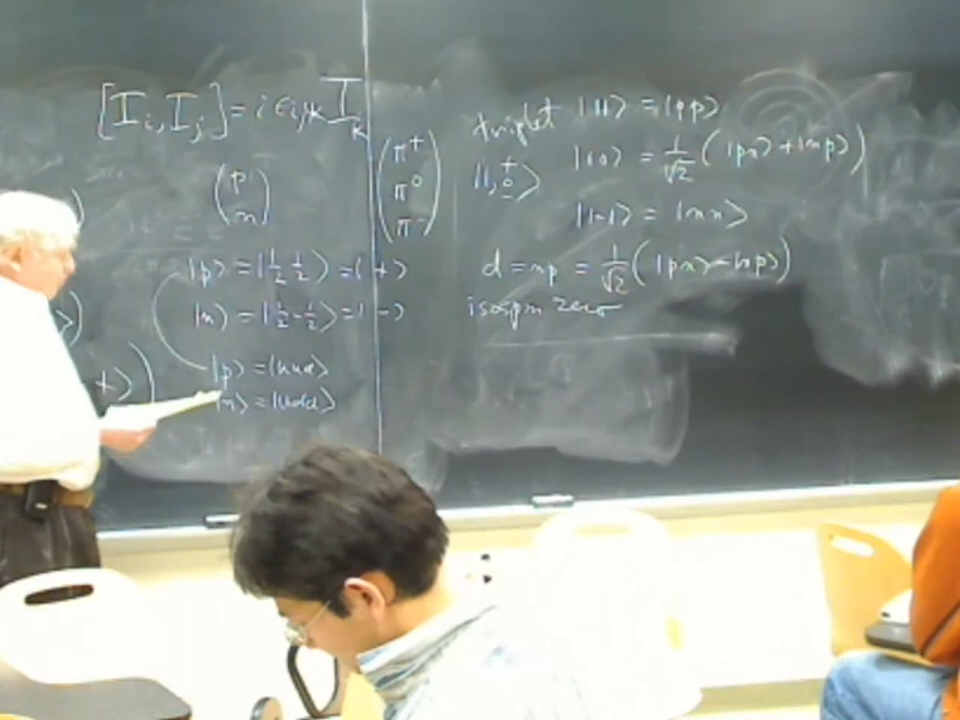 [I_i, I_j] = i ε_ijk I_k
(p
n)
(π⁺
π⁰
π⁻)
|p⟩ = |½ ½⟩ = |+⟩
|n⟩ = |½ -½⟩ = |-⟩
|p⟩ = |uud⟩
|n⟩ = |udd⟩
+⟩)
triplet |11⟩ = |pp⟩
|1, +
0
-⟩
|10⟩ = 1/√2 (|pn⟩ + |np⟩)
|1-1⟩ = |nn⟩
d = np = 1/√2 (|pn⟩ - |np⟩)
isospin zero